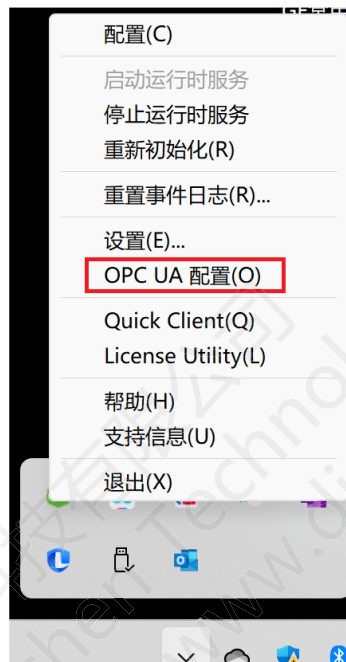 配置(C)
启动运行时服务
停止运行时服务
重新初始化(R)
重置事件日志(R)...
设置(E)...
OPC UA 配置(O)
Quick Client(Q)
License Utility(L)
帮助(H)
支持信息(U)
退出(X)